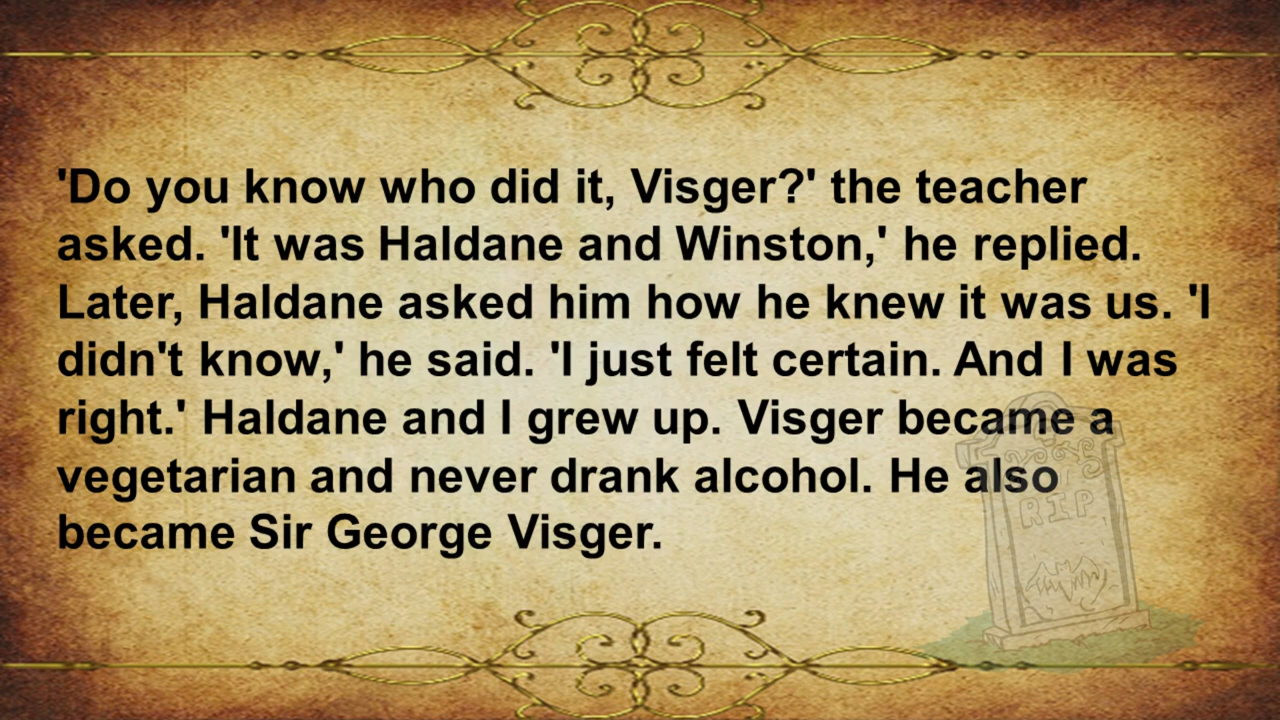 'Do you know who did it, Visger?' the teacher
asked. 'It was Haldane and Winston,' he replied.
Later, Haldane asked him how he knew it was us. 'I
didn't know,' he said. 'I just felt certain. And I was
right.' Haldane and I grew up. Visger became a
vegetarian and never drank alcohol. He also
became Sir George Visger.
RIP